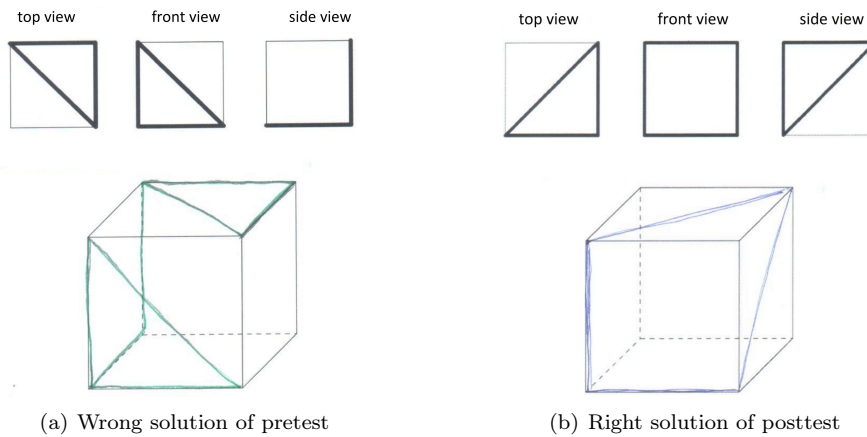 top view front view side view
top view front view side view
(a) Wrong solution of pretest
(b) Right solution of posttest